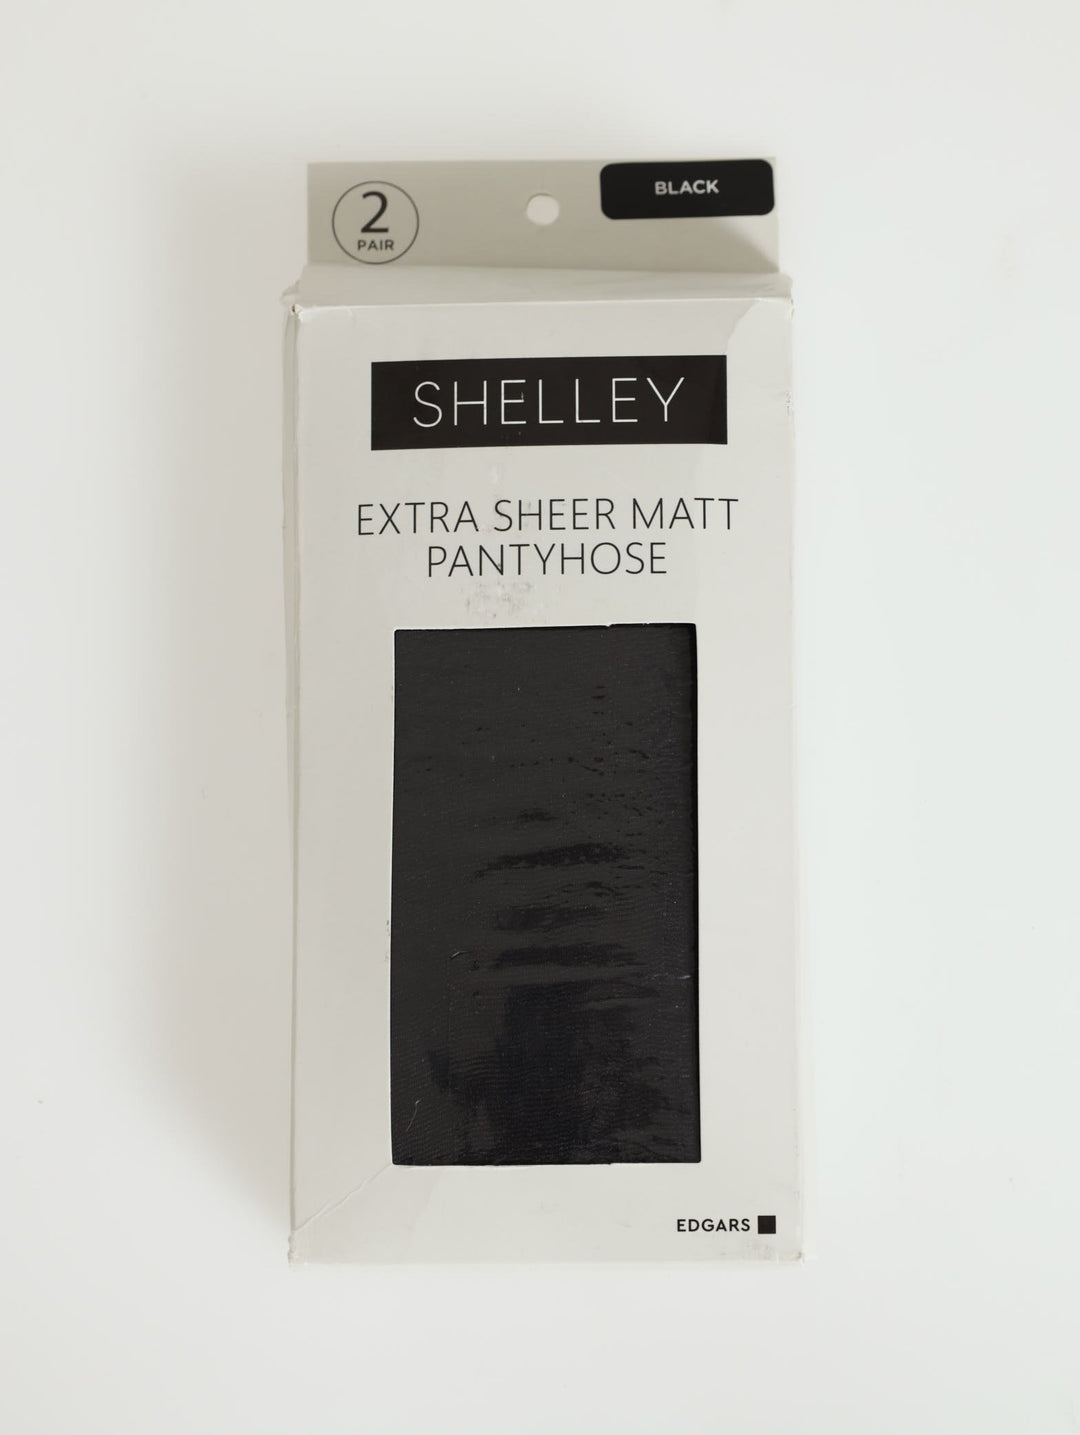 2
PAIR
BLACK
SHELLEY
EXTRA SHEER MATT
PANTYHOSE
EDGARS